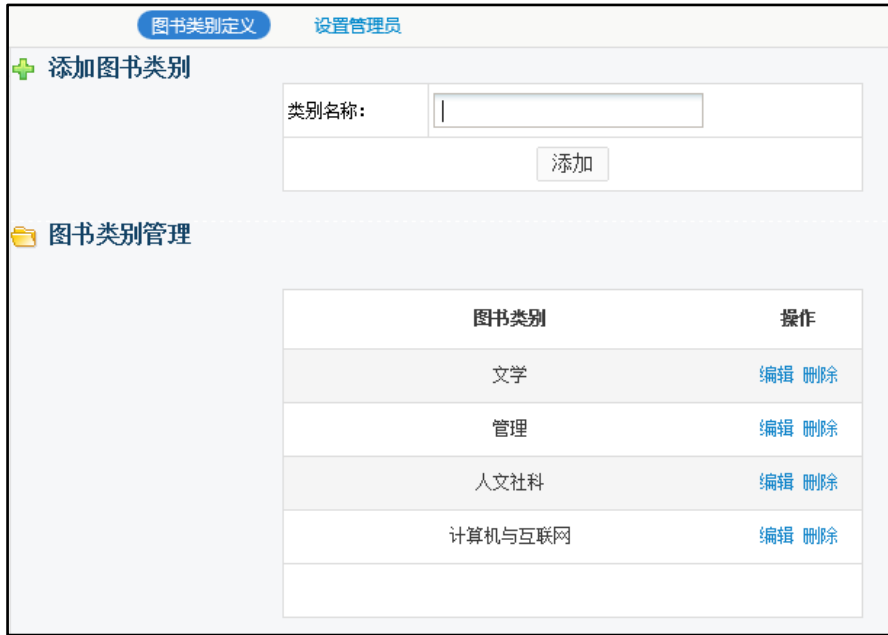 图书类别定义 设置管理员
添加图书类别
类别名称：
添加
图书类别管理
图书类别 操作
文学 编辑 删除
管理 编辑 删除
人文社科 编辑 删除
计算机与互联网 编辑 删除